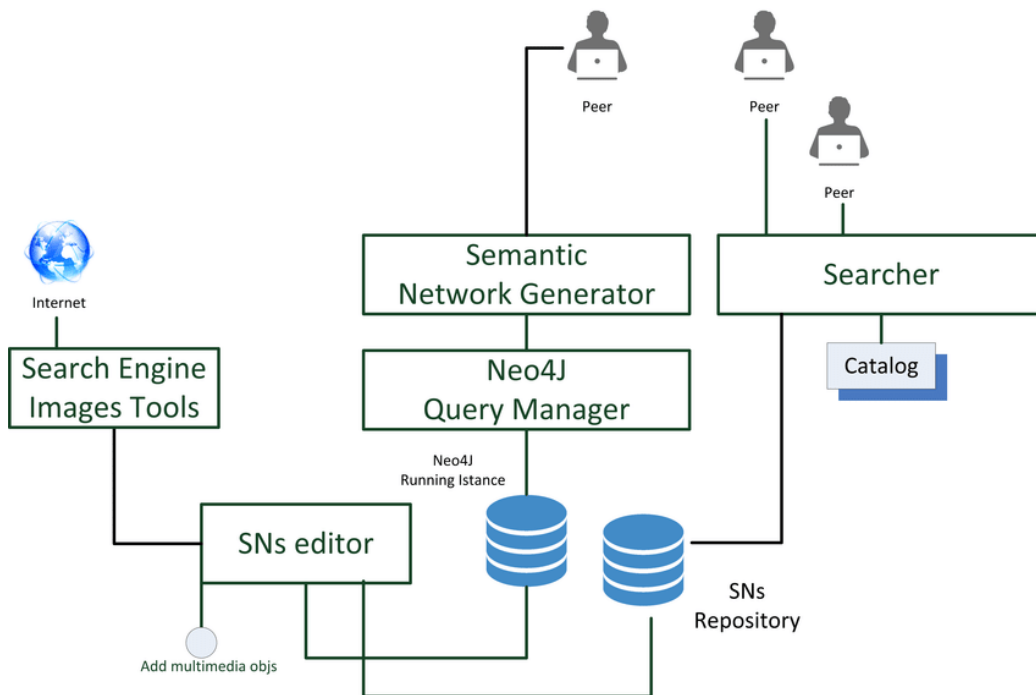 Peer
Peer
Peer
Semantic
Network Generator
Searcher
Internet
Search Engine
Images Tools
Neo4J
Query Manager
Catalog
Neo4J
Running Istance
SNs editor
SNs
Repository
Add multimedia objs